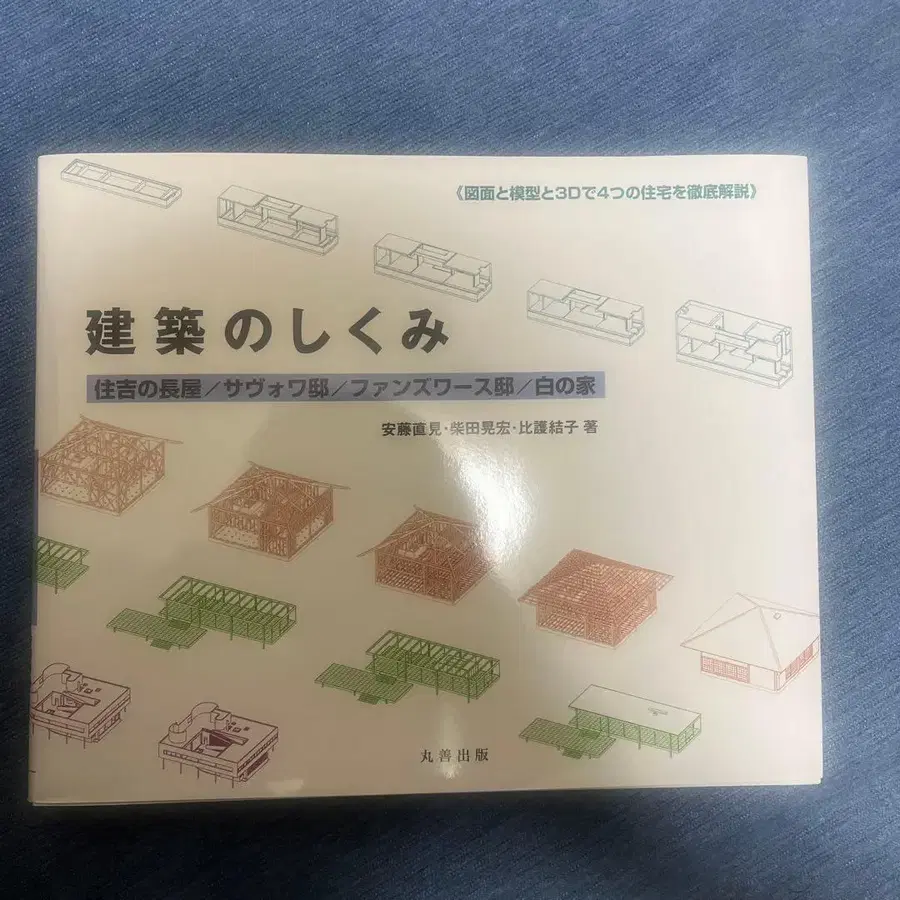 《図面と模型と3Dで4つの住宅を徹底解説》
建築のしくみ
住吉の長屋/サヴォワ邸/ファンズワース邸/白の家
安藤直見・柴田晃宏・比護結子 著
丸善出版